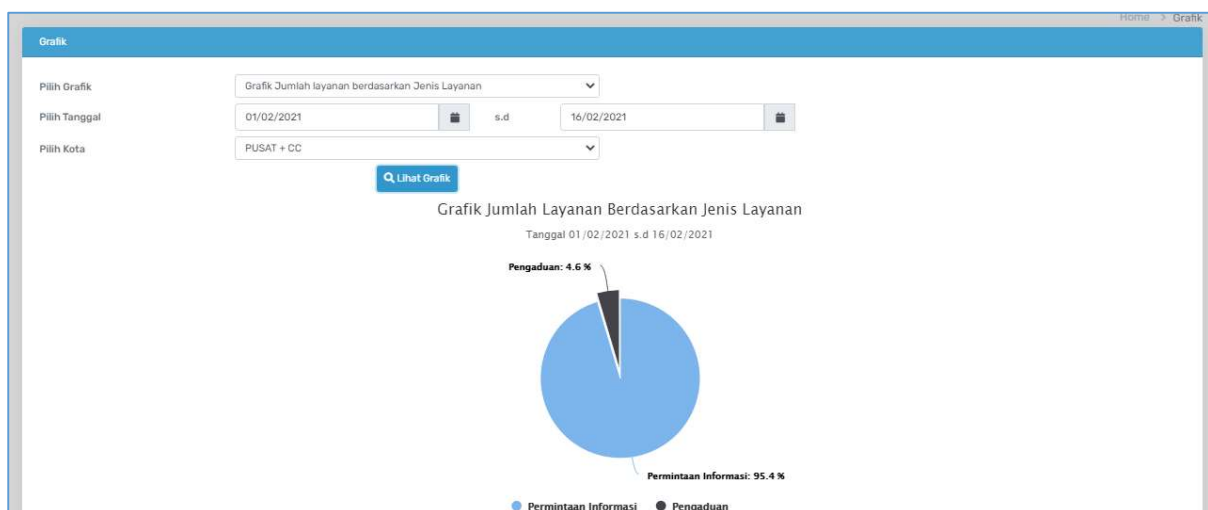 Home > Grafik
Grafik
Pilih Grafik
Grafik Jumlah layanan berdasarkan Jenis Layanan
Pilih Tanggal
01/02/2021
s.d
16/02/2021
Pilih Kota
PUSAT + CC
Lihat Grafik
Grafik Jumlah Layanan Berdasarkan Jenis Layanan
Tanggal 01/02/2021 s.d 16/02/2021
Pengaduan: 4.6 %
Permintaan Informasi: 95.4 %
Permintaan Informasi
Pengaduan